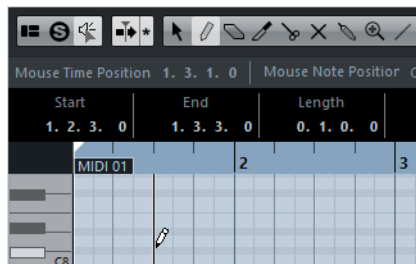 Mouse Time Position 1. 3. 1. 0 Mouse Note Position
Start End Length
1. 2. 3. 0 1. 3. 3. 0 0. 1. 0. 0
MIDI 01 2 3
C8